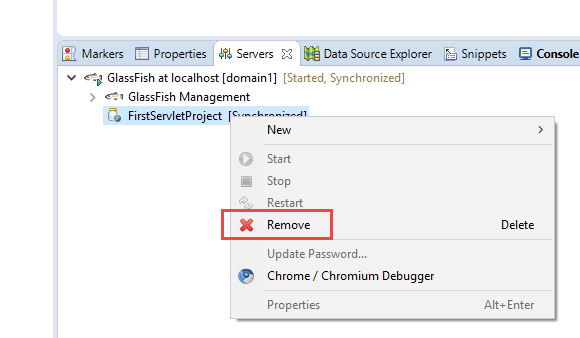 Markers Properties Servers Data Source Explorer Snippets Console
GlassFish at localhost [domain1] [Started, Synchronized]
GlassFish Management
FirstServletProject [Synchronized]
New
Start
Stop
Restart
Remove Delete
Update Password...
Chrome / Chromium Debugger
Properties Alt+Enter